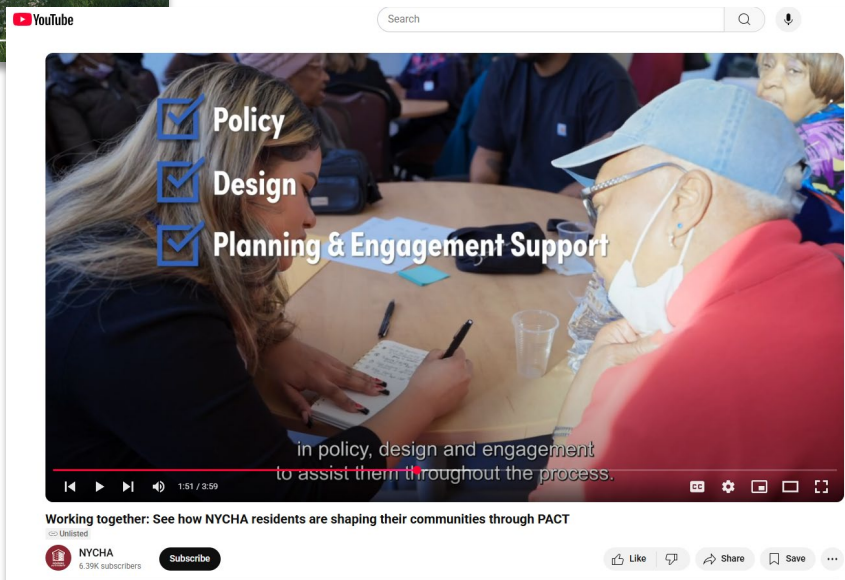 YouTube
Search
Policy
Design
Planning & Engagement Support
in policy, design and engagement
to assist them throughout the process.
1:51 / 3:59
CC
Working together: See how NYCHA residents are shaping their communities through PACT
Unlisted
NYCHA
6.39K subscribers
Subscribe
Like
Share
Save